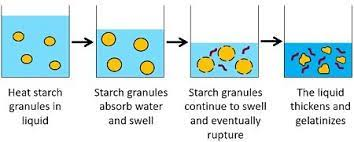 Heat starch
granules in
liquid
Starch granules
absorb water
and swell
Starch granules
continue to swell
and eventually
rupture
The liquid
thickens and
gelatinizes